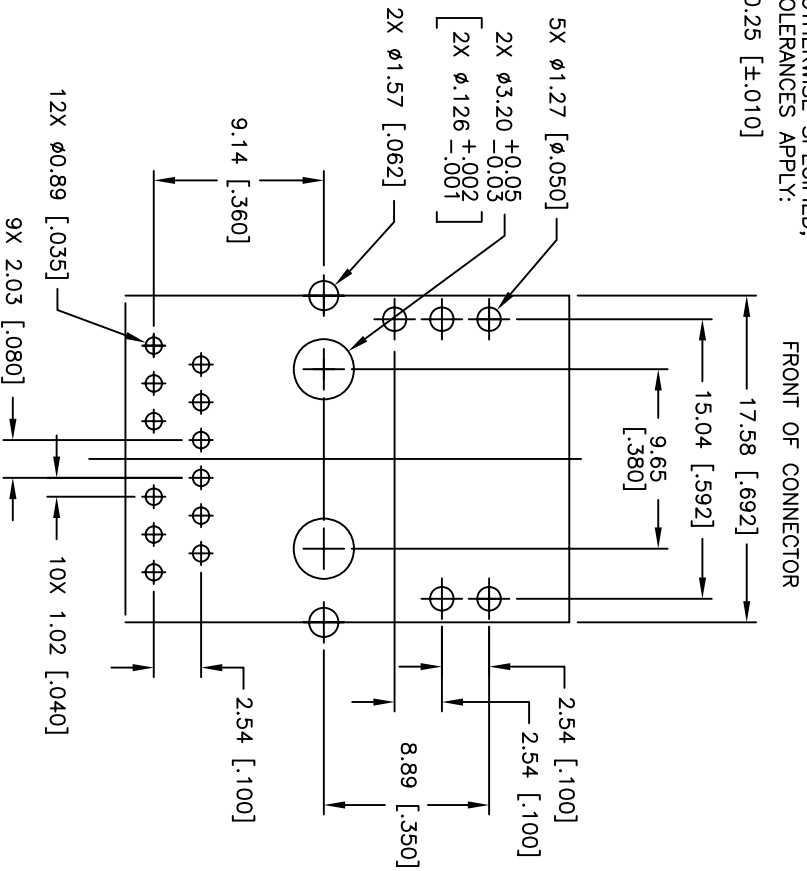 OTHERWISE SPECIFIED,
TOLERANCES APPLY:
0.25 [±.010]
FRONT OF CONNECTOR
17.58 [.692]
15.04 [.592]
9.65
[.380]
5X ø1.27 [ø.050]
2X ø3.20 +0.05 -0.03
[2X ø.126 +.002 -.001]
2X ø1.57 [.062]
9.14 [.360]
12X ø0.89 [.035]
9X 2.03 [.080]
10X 1.02 [.040]
2.54 [.100]
2.54 [.100]
2.54 [.100]
8.89 [.350]